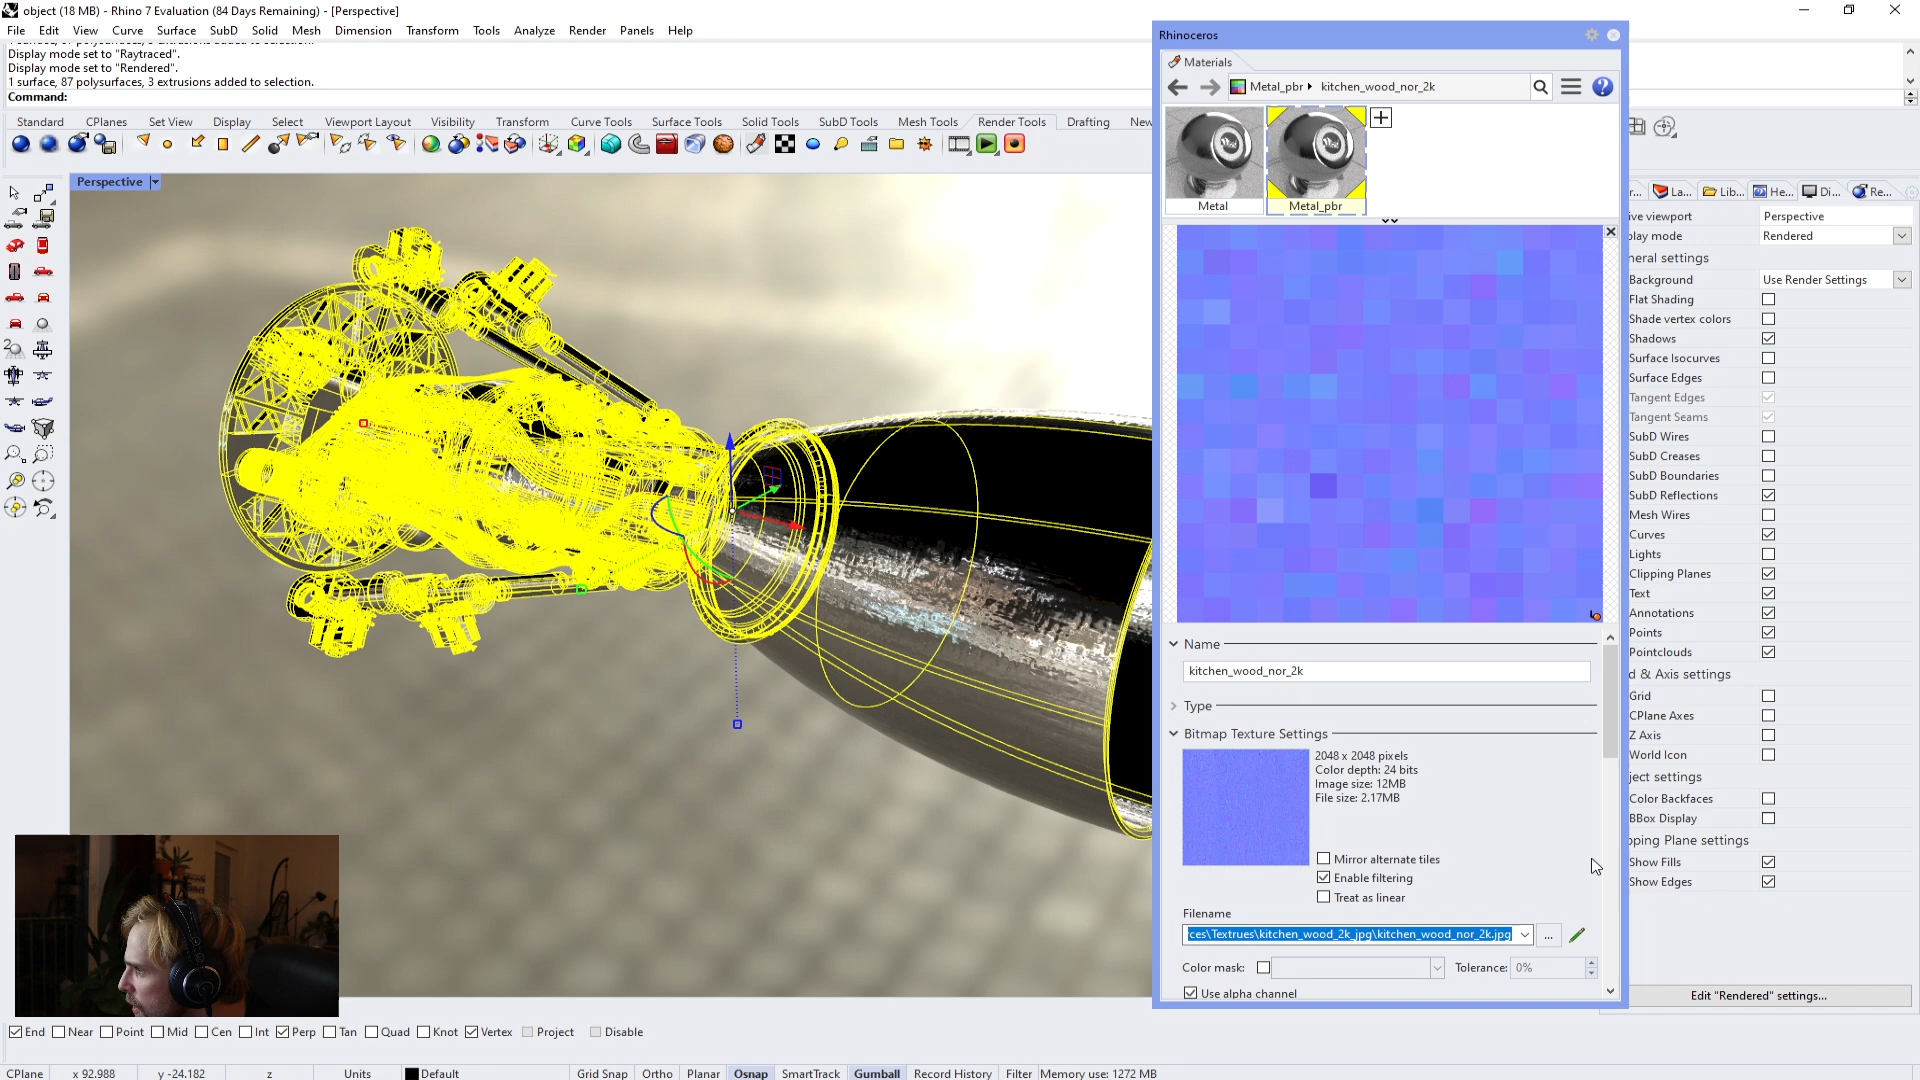 object (18 MB) - Rhino 7 Evaluation (84 Days Remaining) - [Perspective]
File Edit View Curve Surface SubD Solid Mesh Dimension Transform Tools Analyze Render Panels Help
Display mode set to "Raytraced".
Display mode set to "Rendered".
1 surface, 87 polysurfaces, 3 extrusions added to selection.
Command:
Standard CPlanes Set View Display Select Viewport Layout Visibility Transform Curve Tools Surface Tools Solid Tools SubD Tools Mesh Tools Render Tools Drafting New
Perspective
Rhinoceros
Materials
Metal_pbr kitchen_wood_nor_2k
Metal Metal_pbr
Name
kitchen_wood_nor_2k
Type
Bitmap Texture Settings
2048 x 2048 pixels
Color depth: 24 bits
Image size: 12MB
File size: 2.17MB
Mirror alternate tiles
Enable filtering
Treat as linear
Filename
ces\Textrues\kitchen_wood_2k_jpg\kitchen_wood_nor_2k.jpg ...
Color mask: Tolerance: 0%
Use alpha channel
La... Lib... He... Di... Re...
ive viewport Perspective
play mode Rendered
neral settings
Background Use Render Settings
Flat Shading
Shade vertex colors
Shadows
Surface Isocurves
Surface Edges
Tangent Edges
Tangent Seams
SubD Wires
SubD Creases
SubD Boundaries
SubD Reflections
Mesh Wires
Curves
Lights
Clipping Planes
Text
Annotations
Points
Pointclouds
d & Axis settings
Grid
CPlane Axes
Z Axis
World Icon
ject settings
Color Backfaces
BBox Display
pping Plane settings
Show Fills
Show Edges
Edit "Rendered" settings...
End Near Point Mid Cen Int Perp Tan Quad Knot Vertex Project Disable
CPlane x 92.988 y -24.182 z Units Default Grid Snap Ortho Planar Osnap SmartTrack Gumball Record History Filter Memory use: 1272 MB